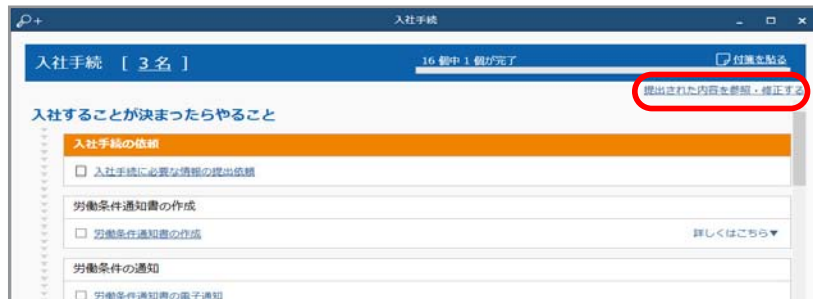 入社手続
入社手続 [ 3 名 ]
16 個中 1 個が完了
付箋を貼る
提出された内容を参照・修正する
入社することが決まったらやること
入社手続の依頼
入社手続に必要な情報の提出依頼
労働条件通知書の作成
労働条件通知書の作成
詳しくはこちら▼
労働条件の通知
労働条件通知書の電子通知